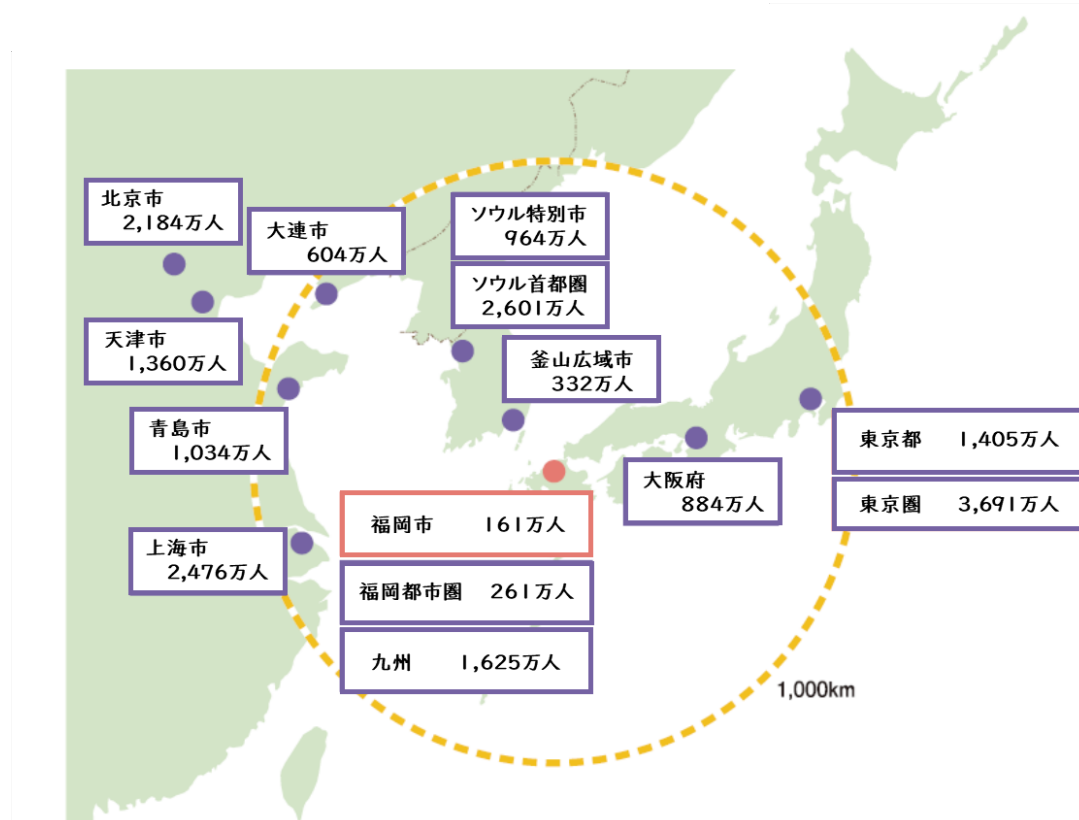 北京市
2,184万人
大連市
604万人
ソウル特別市
964万人
ソウル首都圏
2,601万人
天津市
1,360万人
釜山広域市
332万人
青島市
1,034万人
東京都 1,405万人
大阪府
884万人
東京圏 3,691万人
福岡市 161万人
上海市
2,476万人
福岡都市圏 261万人
九州 1,625万人
1,000km